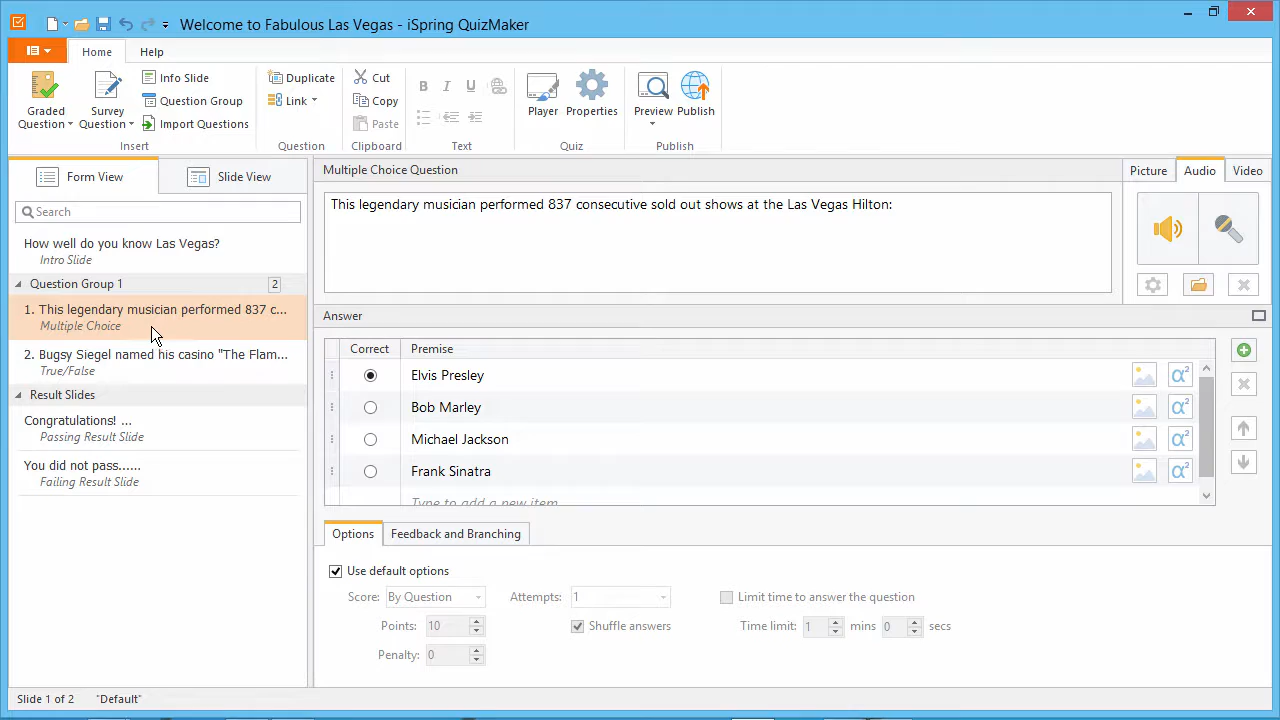 Welcome to Fabulous Las Vegas - iSpring QuizMaker
Home
Help
Graded Question
Survey Question
Info Slide
Question Group
Import Questions
Insert
Duplicate
Link
Question
Cut
Copy
Paste
Clipboard
B I U
Text
Player
Properties
Quiz
Preview
Publish
Publish
Form View
Slide View
Search
How well do you know Las Vegas?
Intro Slide
Question Group 1
2
1. This legendary musician performed 837 c...
Multiple Choice
2. Bugsy Siegel named his casino "The Flam...
True/False
Result Slides
Congratulations! ...
Passing Result Slide
You did not pass......
Failing Result Slide
Multiple Choice Question
This legendary musician performed 837 consecutive sold out shows at the Las Vegas Hilton:
Picture
Audio
Video
Answer
Correct
Premise
Elvis Presley
α²
Bob Marley
α²
Michael Jackson
α²
Frank Sinatra
α²
Type to add a new item
Options
Feedback and Branching
Use default options
Score: By Question
Attempts: 1
Limit time to answer the question
Points: 10
Shuffle answers
Time limit: 1 mins 0 secs
Penalty: 0
Slide 1 of 2
"Default"